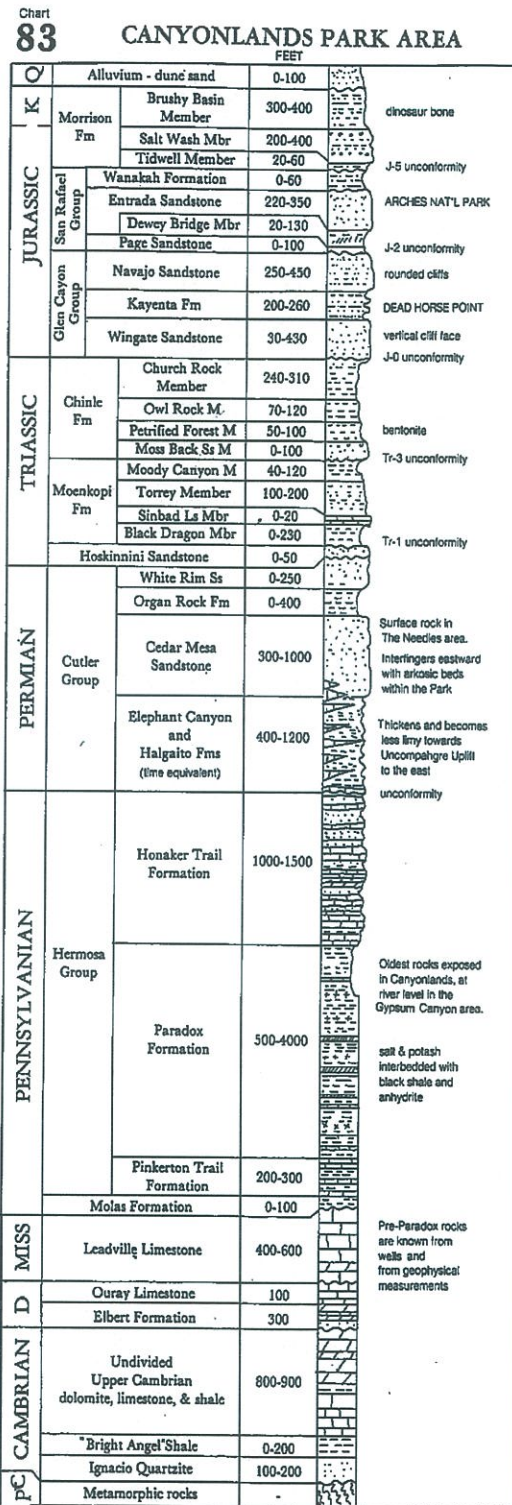 Chart
83
CANYONLANDS PARK AREA
FEET
Q
Alluvium - dune sand 0-100
K
JURASSIC
Morrison
Fm
Brushy Basin
Member
300-400
dinosaur bone
Salt Wash Mbr 200-400
Tidwell Member 20-60
J-5 unconformity
San Rafael
Group
Wanakah Formation 0-60
Entrada Sandstone 220-350
ARCHES NAT'L PARK
Dewey Bridge Mbr 20-130
Page Sandstone 0-100
J-2 unconformity
Glen Cayon
Group
Navajo Sandstone 250-450
rounded cliffs
Kayenta Fm 200-260
DEAD HORSE POINT
Wingate Sandstone 30-430
vertical cliff face
J-0 unconformity
TRIASSIC
Chinle
Fm
Church Rock
Member
240-310
Owl Rock M. 70-120
Petrified Forest M 50-100
bentonite
Moss Back Ss M 0-100
Tr-3 unconformity
Moenkopi
Fm
Moody Canyon M 40-120
Torrey Member 100-200
Sinbad Ls Mbr 0-20
Black Dragon Mbr 0-230
Tr-1 unconformity
Hoskinnini Sandstone 0-50
PERMIAN
Cutler
Group
White Rim Ss 0-250
Organ Rock Fm 0-400
Cedar Mesa
Sandstone
300-1000
Surface rock in
The Needles area.
Interfingers eastward
with arkosic beds
within the Park
Elephant Canyon
and
Halgaito Fms
(time equivalent)
400-1200
Thickens and becomes
less limy towards
Uncompahgre Uplift
to the east
unconformity
PENNSYLVANIAN
Hermosa
Group
Honaker Trail
Formation
1000-1500
Paradox
Formation
500-4000
Oldest rocks exposed
in Canyonlands, at
river level in the
Gypsum Canyon area.
salt & potash
interbedded with
black shale and
anhydrite
Pinkerton Trail
Formation
200-300
Molas Formation 0-100
MISS
Leadville Limestone 400-600
Pre-Paradox rocks
are known from
wells and
from geophysical
measurements
D
Ouray Limestone 100
Elbert Formation 300
CAMBRIAN
Undivided
Upper Cambrian
dolomite, limestone, & shale
800-900
"Bright Angel" Shale 0-200
Ignacio Quartzite 100-200
pЄ
Metamorphic rocks -